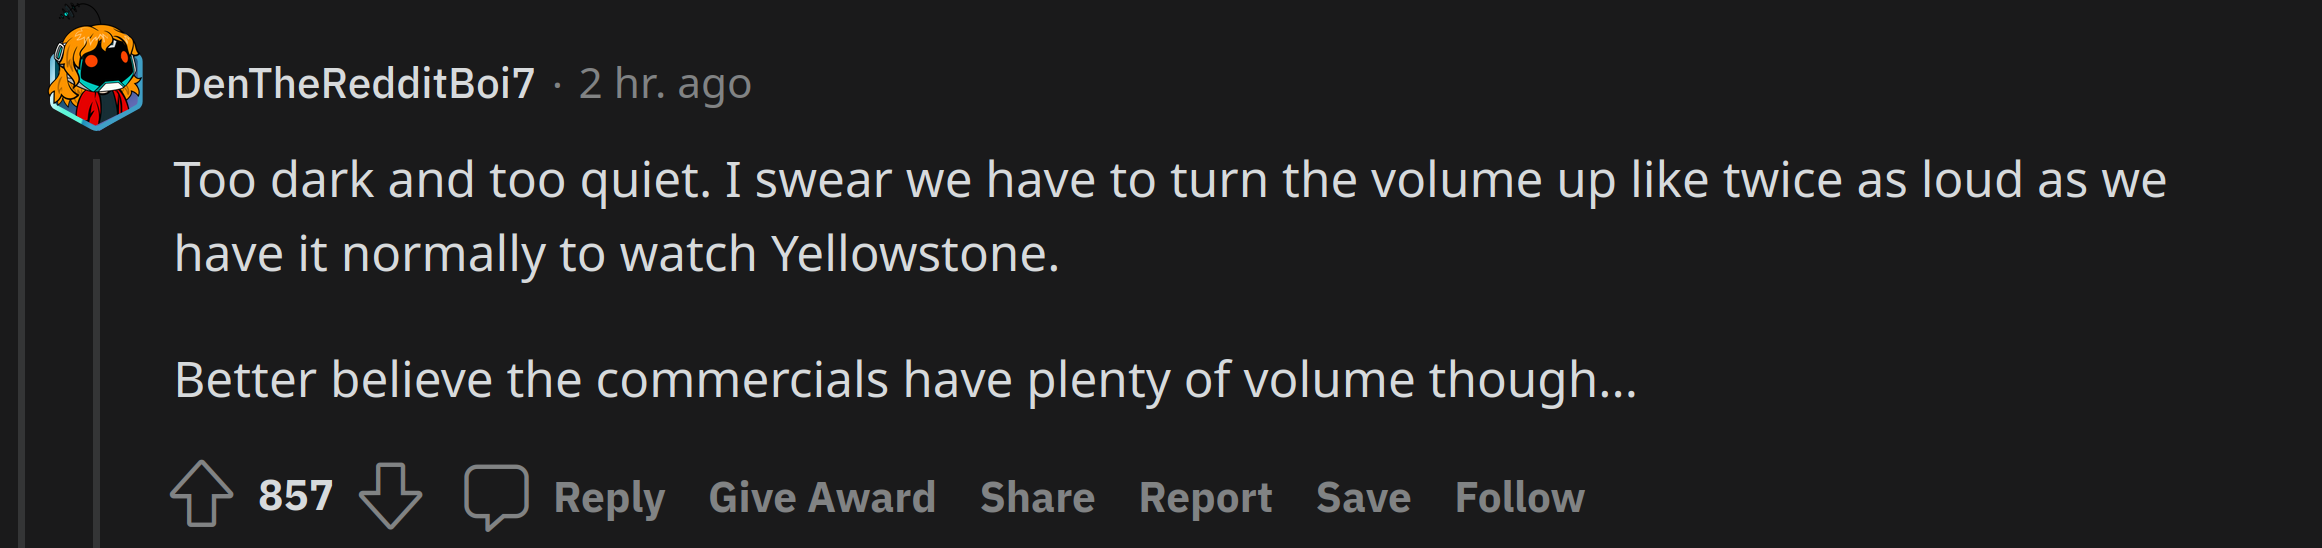 DenTheRedditBoi7 · 2 hr. ago
Too dark and too quiet. I swear we have to turn the volume up like twice as loud as we
have it normally to watch Yellowstone.
Better believe the commercials have plenty of volume though...
857 Reply Give Award Share Report Save Follow